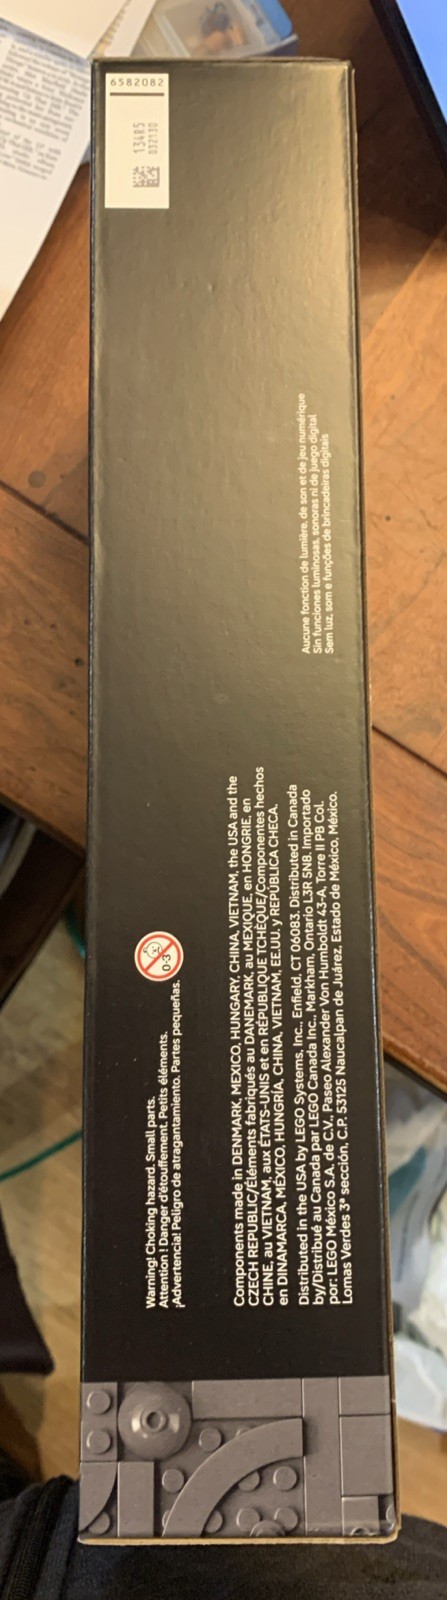 6582082
13485
032130
Aucune fonction de lumière, de son et de jeu numérique
Sin funciones luminosas, sonoras ni de juego digital
Sem luz, som e funções de brincadeiras digitais
0-3
Warning! Choking hazard. Small parts.
Attention ! Danger d'étouffement. Petits éléments.
¡Advertencia! Peligro de atragantamiento. Partes pequeñas.
Components made in DENMARK, MEXICO, HUNGARY, CHINA, VIETNAM, the USA and the
CZECH REPUBLIC/Éléments fabriqués au DANEMARK, au MEXIQUE, en HONGRIE, en
CHINE, au VIETNAM, aux ÉTATS-UNIS et en RÉPUBLIQUE TCHÈQUE/Componentes hechos
en DINAMARCA, MÉXICO, HUNGRÍA, CHINA, VIETNAM, EE.UU. y REPÚBLICA CHECA.
Distributed in the USA by LEGO Systems, Inc., Enfield, CT 06083. Distributed in Canada
by/Distribué au Canada par LEGO Canada Inc., Markham, Ontario L3R 5N8. Importado
por: LEGO México S.A. de C.V., Paseo Alexander Von Humboldt 43-A, Torre II PB Col.
Lomas Verdes 3ª sección, C.P. 53125 Naucalpan de Juárez, Estado de México, México.